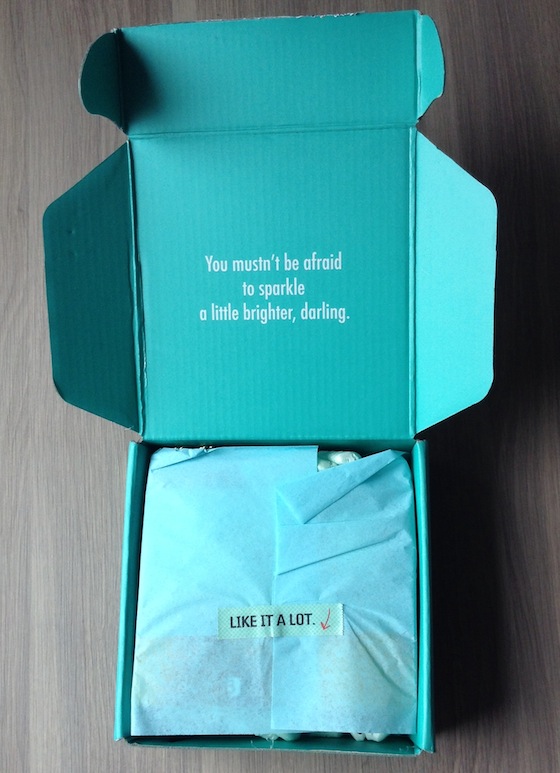 You mustn't be afraid
to sparkle
a little brighter, darling.
LIKE IT A LOT.